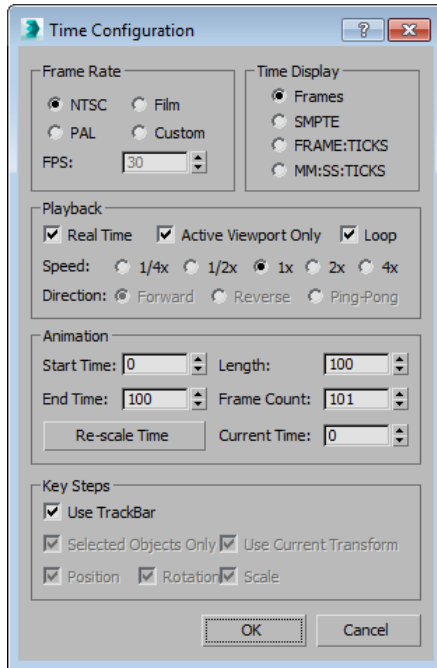 Time Configuration
Frame Rate
NTSC Film
PAL Custom
FPS: 30
Time Display
Frames
SMPTE
FRAME:TICKS
MM:SS:TICKS
Playback
Real Time Active Viewport Only Loop
Speed: 1/4x 1/2x 1x 2x 4x
Direction: Forward Reverse Ping-Pong
Animation
Start Time: 0 Length: 100
End Time: 100 Frame Count: 101
Re-scale Time Current Time: 0
Key Steps
Use TrackBar
Selected Objects Only Use Current Transform
Position Rotation Scale
OK Cancel